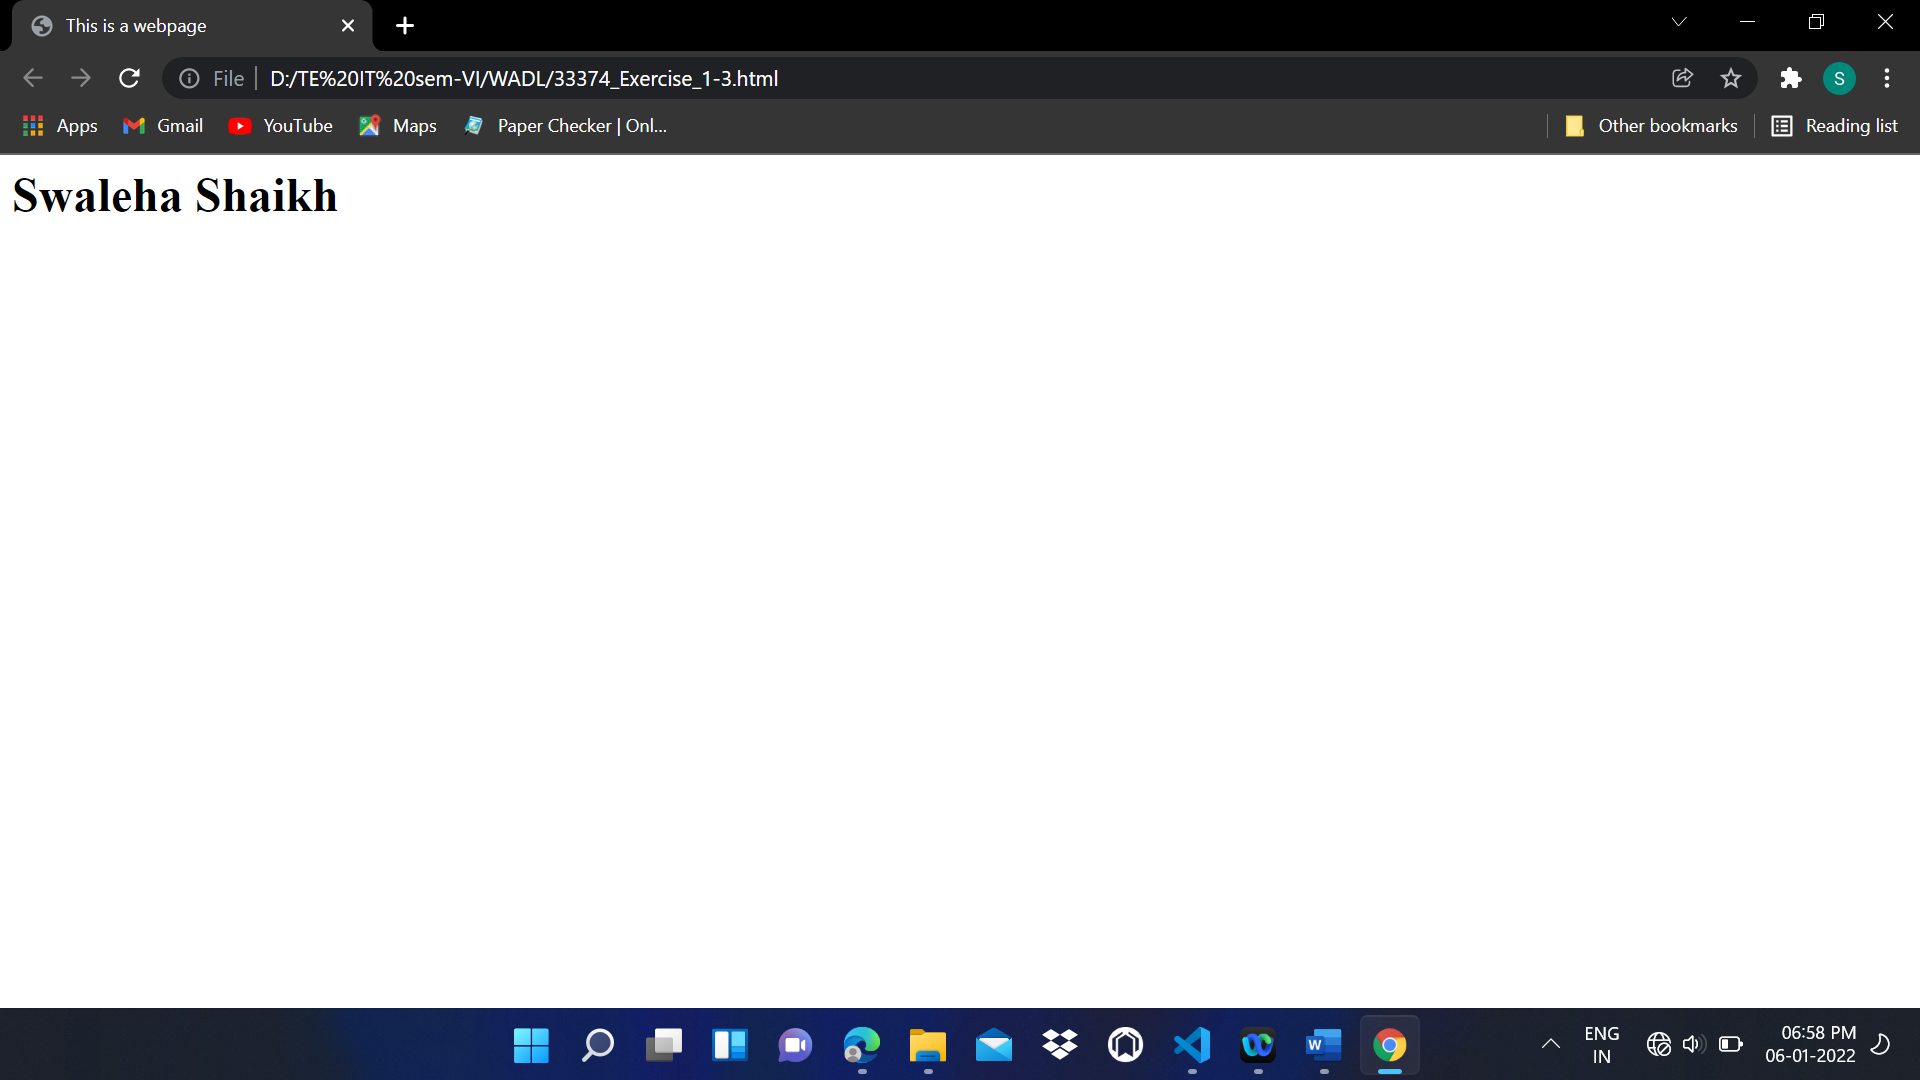 This is a webpage
File D:/TE%20IT%20sem-VI/WADL/33374_Exercise_1-3.html
S
Apps Gmail YouTube Maps Paper Checker | Onl... Other bookmarks Reading list
Swaleha Shaikh
ENG
IN
06:58 PM
06-01-2022